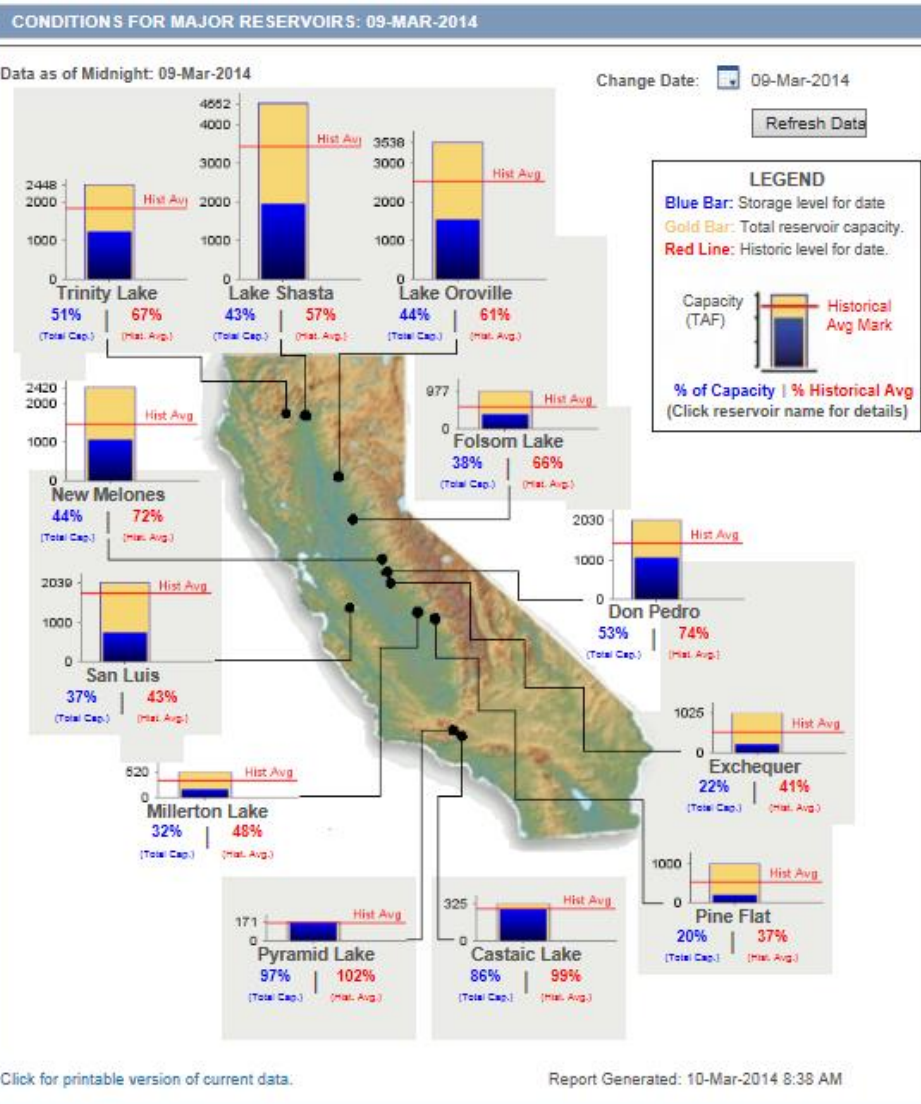 CONDITIONS FOR MAJOR RESERVOIRS: 09-MAR-2014
Data as of Midnight: 09-Mar-2014
Change Date: 09-Mar-2014
Refresh Data
LEGEND
Blue Bar: Storage level for date
Gold Bar: Total reservoir capacity.
Red Line: Historic level for date.
Capacity
(TAF)
Historical
Avg Mark
% of Capacity | % Historical Avg
(Click reservoir name for details)
2448
2000
1000
0
Hist Avg
Trinity Lake
51% | 67%
(Total Cap.) (Hist. Avg.)
4552
4000
3000
2000
1000
0
Hist Avg
Lake Shasta
43% | 57%
(Total Cap.) (Hist. Avg.)
3538
3000
2000
1000
0
Hist Avg
Lake Oroville
44% | 61%
(Total Cap.) (Hist. Avg.)
977
0
Hist Avg
Folsom Lake
38% | 66%
(Total Cap.) (Hist. Avg.)
2420
2000
1000
0
Hist Avg
New Melones
44% | 72%
(Total Cap.) (Hist. Avg.)
2030
1000
0
Hist Avg
Don Pedro
53% | 74%
(Total Cap.) (Hist. Avg.)
2039
1000
0
Hist Avg
San Luis
37% | 43%
(Total Cap.) (Hist. Avg.)
1025
0
Hist Avg
Exchequer
22% | 41%
(Total Cap.) (Hist. Avg.)
520
0
Hist Avg
Millerton Lake
32% | 48%
(Total Cap.) (Hist. Avg.)
1000
0
Hist Avg
Pine Flat
20% | 37%
(Total Cap.) (Hist. Avg.)
171
0
Hist Avg
Pyramid Lake
97% | 102%
(Total Cap.) (Hist. Avg.)
325
0
Hist Avg
Castaic Lake
86% | 99%
(Total Cap.) (Hist. Avg.)
Click for printable version of current data.
Report Generated: 10-Mar-2014 8:38 AM